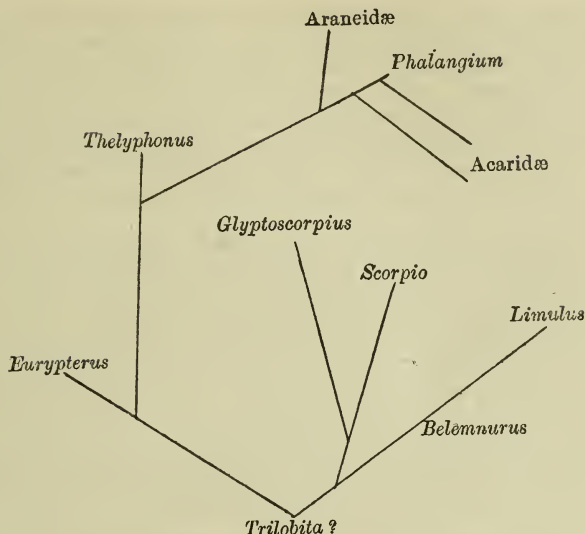 Araneidæ
Phalangium
Thelyphonus
Acaridæ
Glyptoscorpius
Scorpio
Limulus
Eurypterus
Belemnurus
Trilobita ?